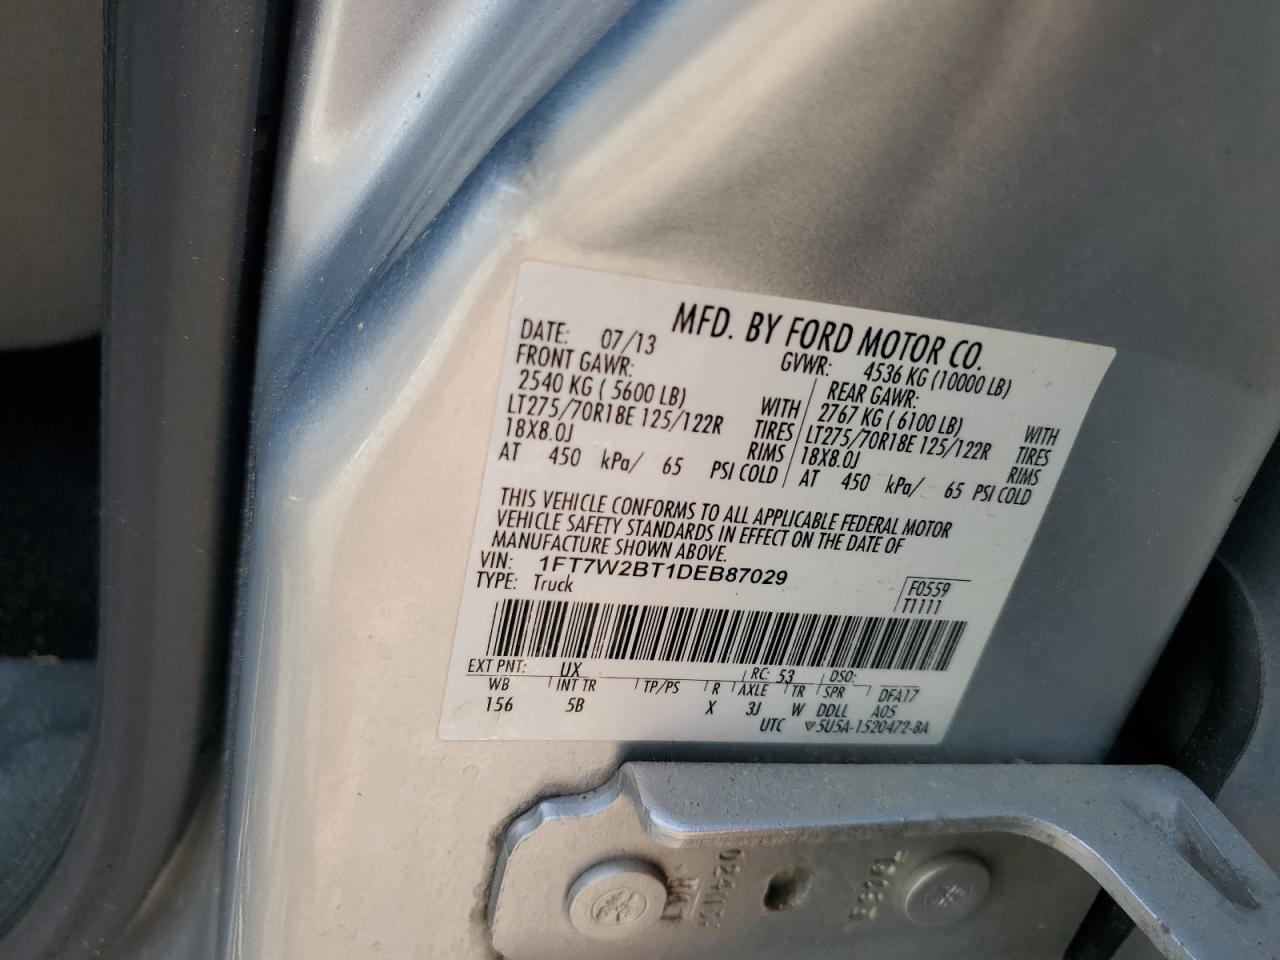 MFD. BY FORD MOTOR CO.
DATE: 07/13 GVWR: 4536 KG (10000 LB)
FRONT GAWR: REAR GAWR:
2540 KG ( 5600 LB) WITH 2767 KG ( 6100 LB) WITH
LT275/70R18E 125/122R TIRES LT275/70R18E 125/122R TIRES
18X8.0J RIMS 18X8.0J RIMS
AT 450 kPa/ 65 PSI COLD AT 450 kPa/ 65 PSI COLD
THIS VEHICLE CONFORMS TO ALL APPLICABLE FEDERAL MOTOR
VEHICLE SAFETY STANDARDS IN EFFECT ON THE DATE OF
MANUFACTURE SHOWN ABOVE.
VIN: 1FT7W2BT1DEB87029
TYPE: Truck F0559
T1111
EXT PNT: UX RC: 53 DSO:
WB INT TR TP/PS R AXLE TR SPR DFA17
156 5B X 3J W DDLL A05
UTC ▽5U5A-1520472-BA
LWR